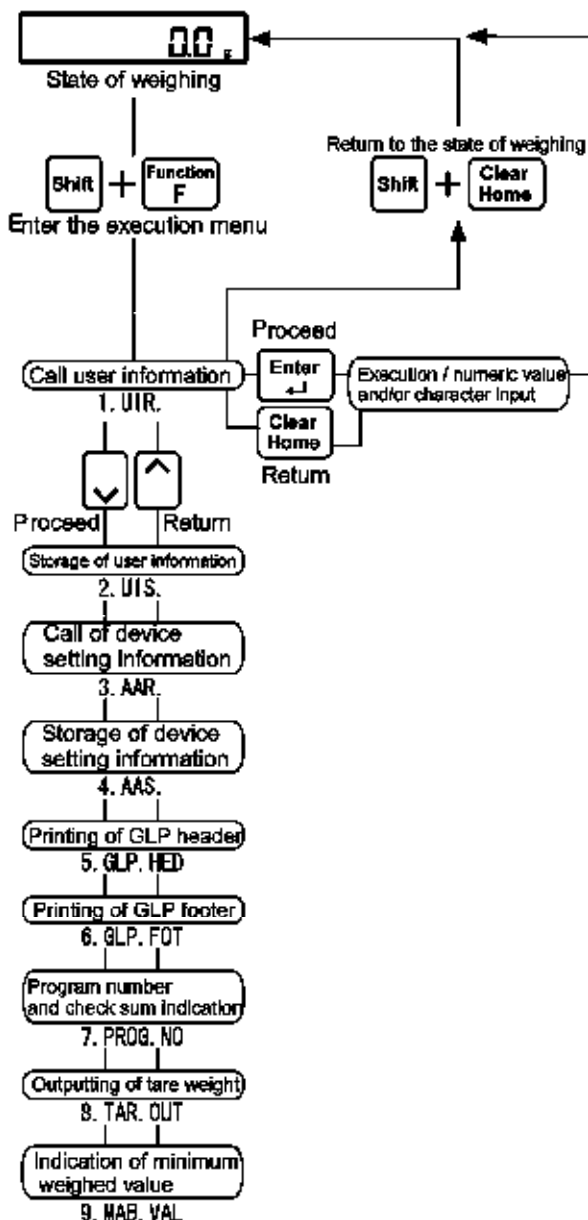 0.0 g
State of weighing
Return to the state of weighing
Shift + Function F
Shift + Clear Home
Enter the execution menu
Proceed
Call user information
Enter ↵
Execution / numeric value
and/or character input
1. UIR.
Clear
Home
Return
Proceed Return
Storage of user information
2. UIS.
Call of device
setting information
3. AAR.
Storage of device
setting information
4. AAS.
Printing of GLP header
5. GLP. HED
Printing of GLP footer
6. GLP. FOT
Program number
and check sum indication
7. PROG. NO
Outputting of tare weight
8. TAR. OUT
Indication of minimum
weighed value
9. MAB. VAL